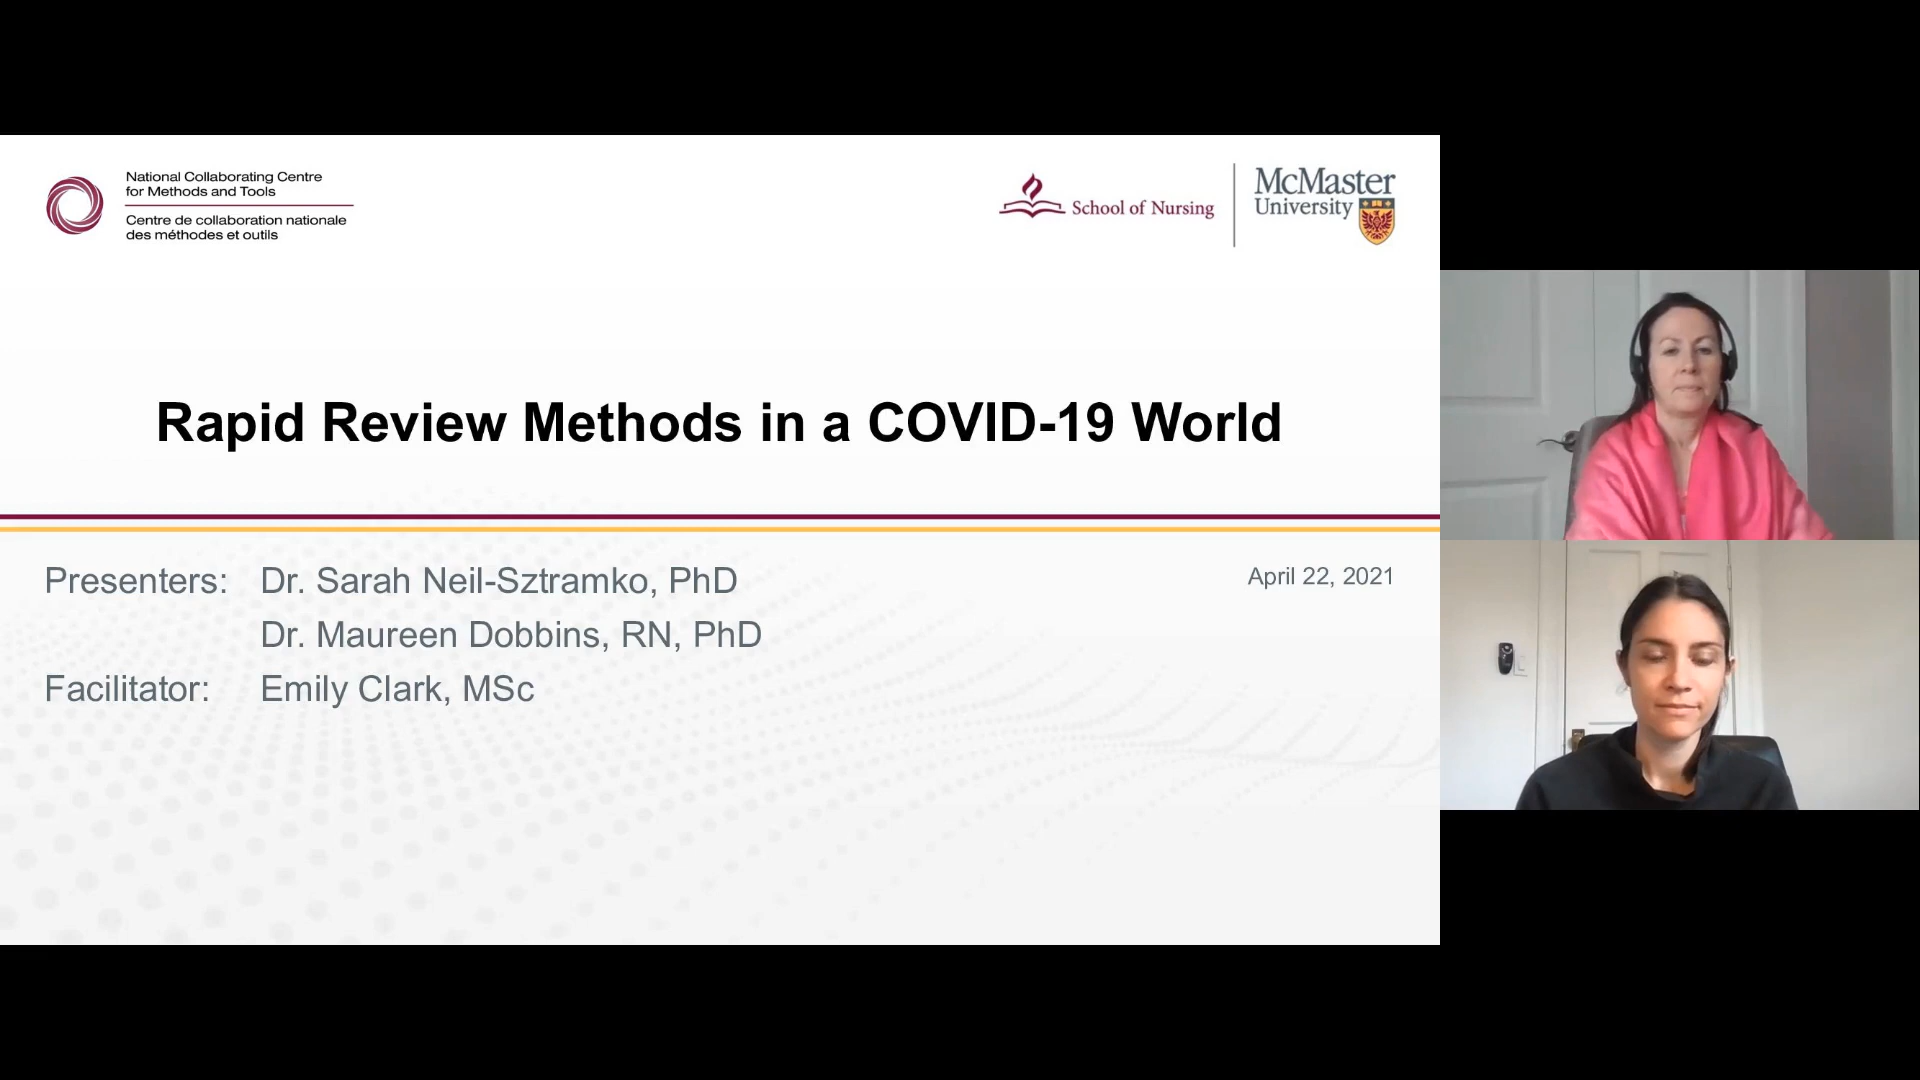 National Collaborating Centre
for Methods and Tools
Centre de collaboration nationale
des méthodes et outils
School of Nursing
McMaster
University
Rapid Review Methods in a COVID-19 World
Presenters: Dr. Sarah Neil-Sztramko, PhD
April 22, 2021
Dr. Maureen Dobbins, RN, PhD
Facilitator: Emily Clark, MSc